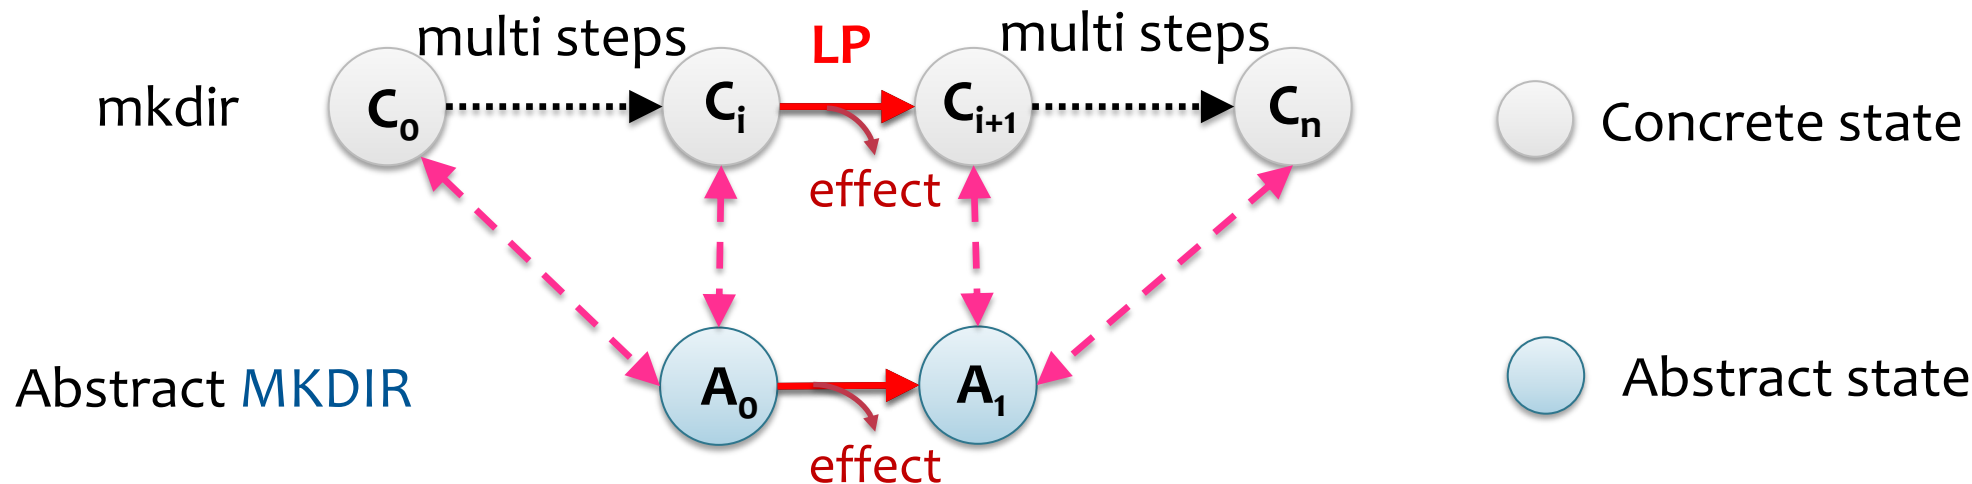 multi steps LP multi steps
mkdir C0 Ci Ci+1 Cn Concrete state
effect
Abstract MKDIR A0 A1 Abstract state
effect